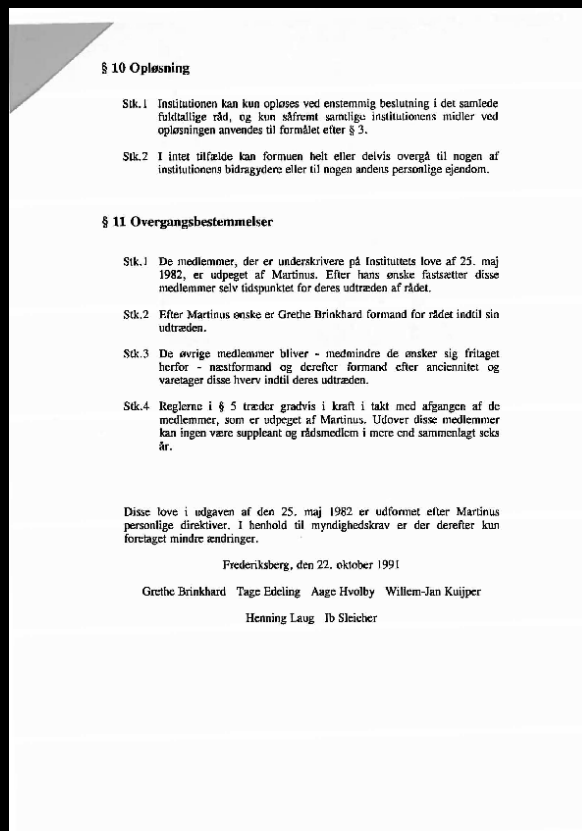 § 10 Opløsning
Stk.1 Institutionen kan kun opløses ved enstemmig beslutning i det samlede
fuldtallige råd, og kun såfremt samtlige institutionens midler ved
opløsningen anvendes til formålet efter § 3.
Stk.2 I intet tilfælde kan formuen helt eller delvis overgå til nogen af
institutionens bidragydere eller til nogen andens personlige ejendom.
§ 11 Overgangsbestemmelser
Stk.1 De medlemmer, der er underskrivere på Instituttets love af 25. maj
1982, er udpeget af Martinus. Efter hans ønske fastsætter disse
medlemmer selv tidspunktet for deres udtræden af rådet.
Stk.2 Efter Martinus ønske er Grethe Brinkhard formand for rådet indtil sin
udtræden.
Stk.3 De øvrige medlemmer bliver - medmindre de ønsker sig fritaget
herfor - næstformand og derefter formand efter anciennitet og
varetager disse hverv indtil deres udtræden.
Stk.4 Reglerne i § 5 træder gradvis i kraft i takt med afgangen af de
medlemmer, som er udpeget af Martinus. Udover disse medlemmer
kan ingen være suppleant og rådsmedlem i mere end sammenlagt seks
år.
Disse love i udgaven af den 25. maj 1982 er udformet efter Martinus
personlige direktiver. I henhold til myndighedskrav er der derefter kun
foretaget mindre ændringer.
Frederiksberg, den 22. oktober 1991
Grethe Brinkhard Tage Edeling Aage Hvolby Willem-Jan Kuijper
Henning Laug Ib Sleicher